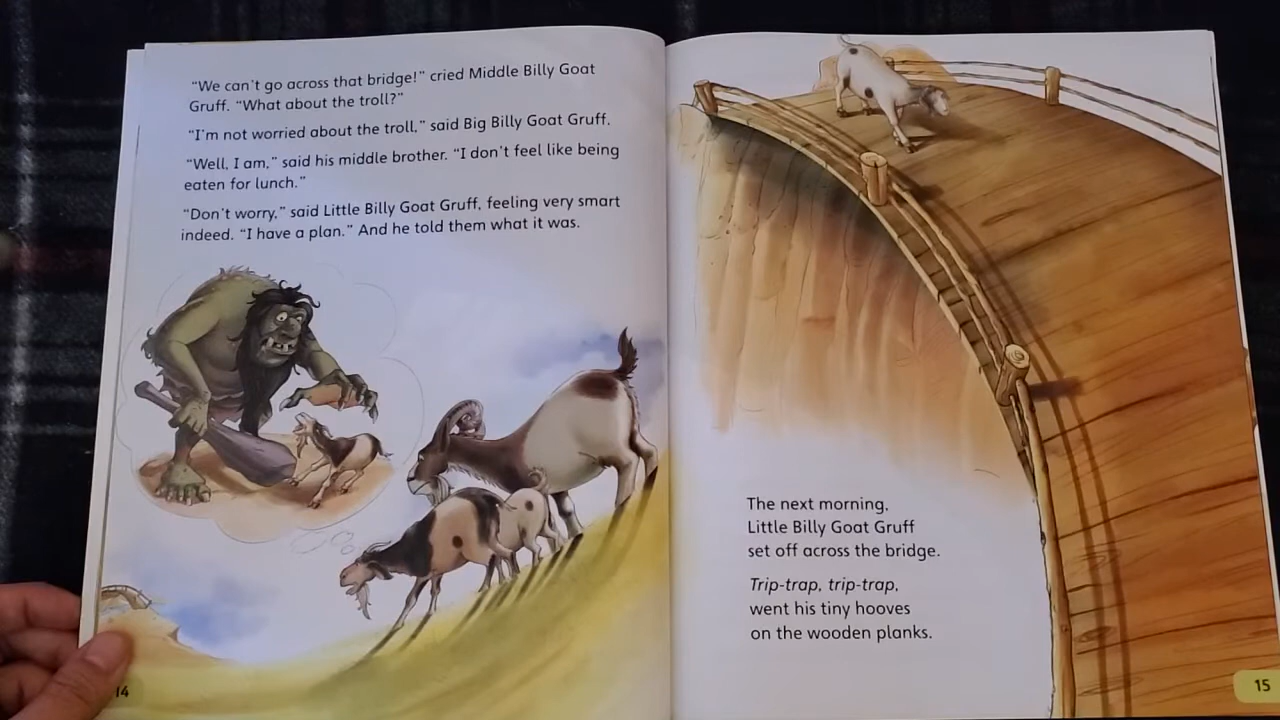 “We can’t go across that bridge!” cried Middle Billy Goat
Gruff. “What about the troll?”
“I’m not worried about the troll,” said Big Billy Goat Gruff.
“Well, I am,” said his middle brother. “I don’t feel like being
eaten for lunch.”
“Don’t worry,” said Little Billy Goat Gruff, feeling very smart
indeed. “I have a plan.” And he told them what it was.
14
The next morning,
Little Billy Goat Gruff
set off across the bridge.
Trip-trap, trip-trap,
went his tiny hooves
on the wooden planks.
15